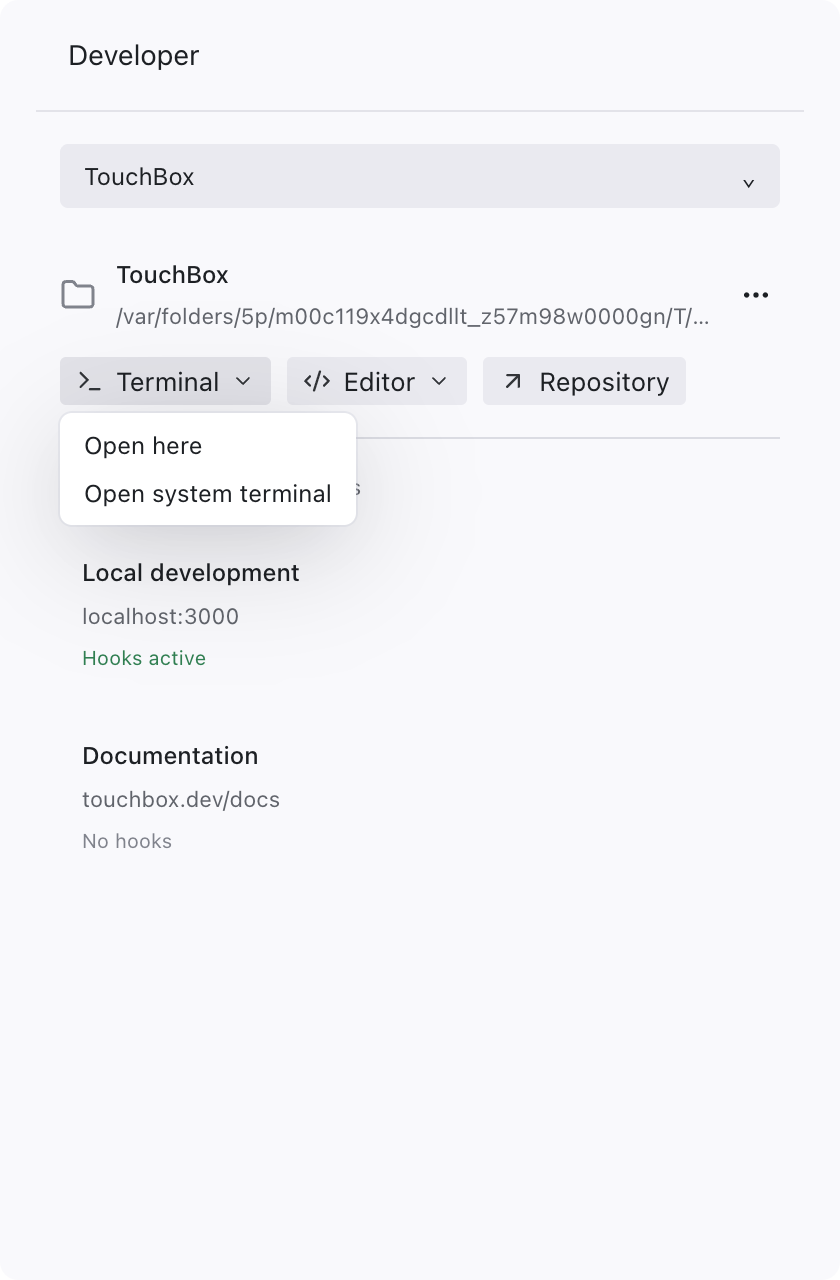 Developer
TouchBox
TouchBox
/var/folders/5p/m00c119x4dgcdllt_z57m98w0000gn/T/...
Terminal Editor Repository
Open here
Open system terminal
Local development
localhost:3000
Hooks active
Documentation
touchbox.dev/docs
No hooks